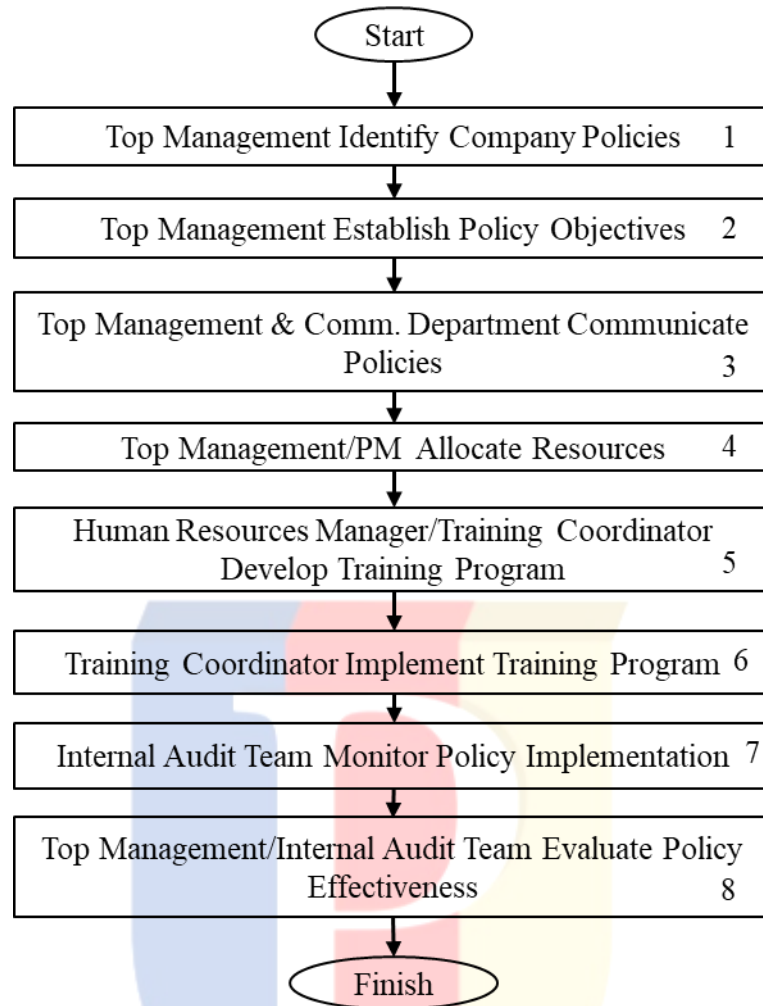 Start
Top Management Identify Company Policies 1
Top Management Establish Policy Objectives 2
Top Management & Comm. Department Communicate
Policies
3
Top Management/PM Allocate Resources 4
Human Resources Manager/Training Coordinator
Develop Training Program 5
Training Coordinator Implement Training Program 6
Internal Audit Team Monitor Policy Implementation 7
Top Management/Internal Audit Team Evaluate Policy
Effectiveness 8
Finish